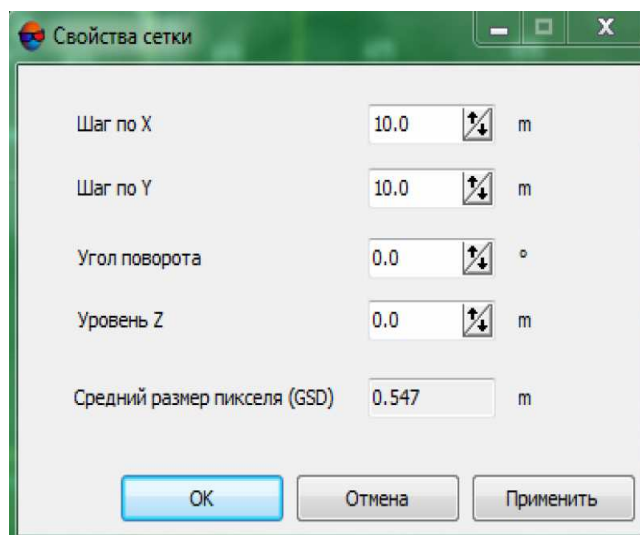 Свойства сетки
Шаг по X 10.0 m
Шаг по Y 10.0 m
Угол поворота 0.0 °
Уровень Z 0.0 m
Средний размер пикселя (GSD) 0.547 m
OK Отмена Применить